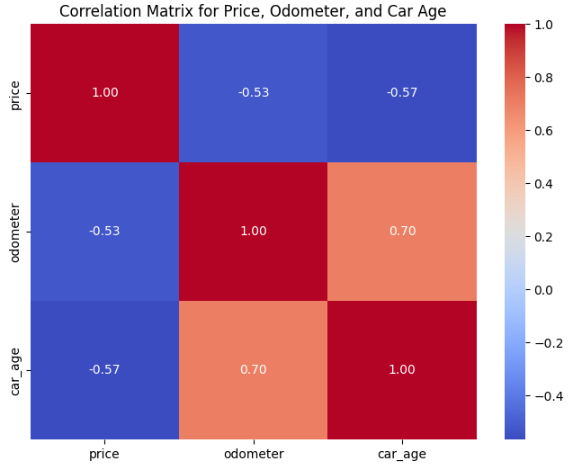 Correlation Matrix for Price, Odometer, and Car Age
price
1.00
-0.53
-0.57
odometer
-0.53
1.00
0.70
car_age
-0.57
0.70
1.00
price
odometer
car_age
1.0
0.8
0.6
0.4
0.2
0.0
−0.2
−0.4